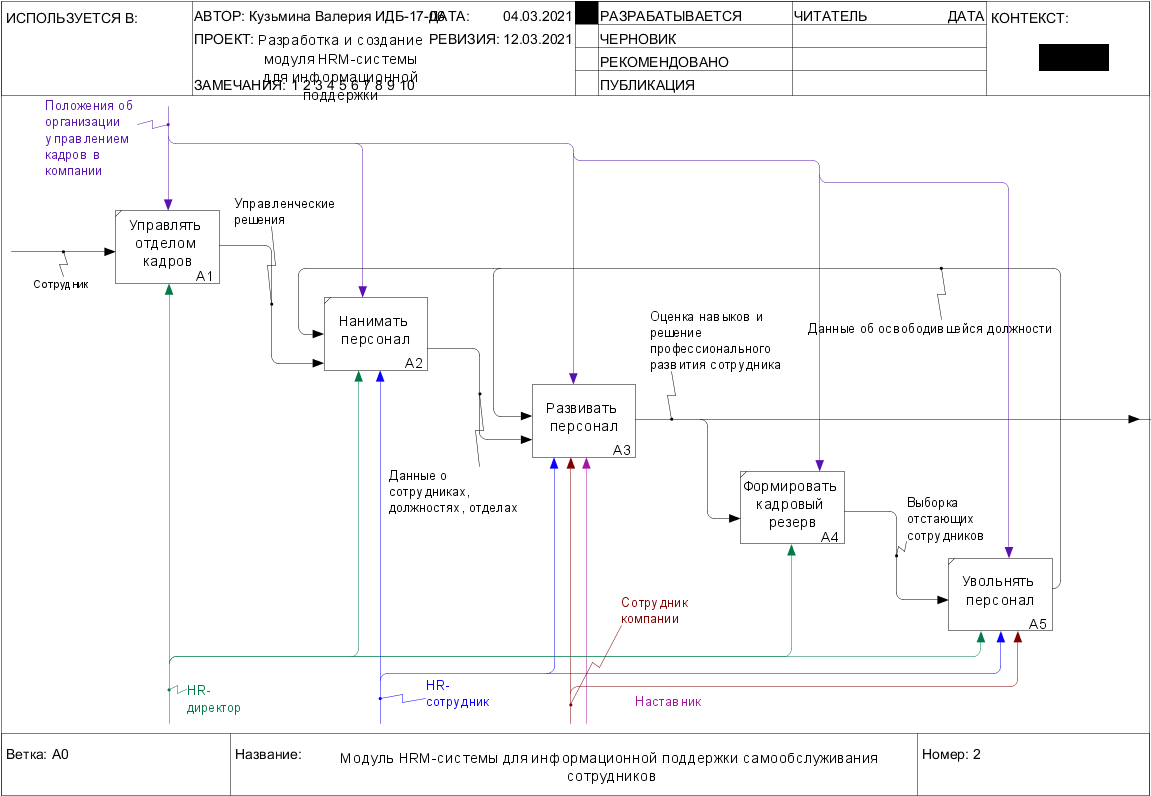 ИСПОЛЬЗУЕТСЯ В:
АВТОР: Кузьмина Валерия ИДБ-17-06
ДАТА: 04.03.2021
ПРОЕКТ: Разработка и создание
модуля HRM-системы
для информационной
поддержки
РЕВИЗИЯ: 12.03.2021
ЗАМЕЧАНИЯ: 1 2 3 4 5 6 7 8 9 10
РАЗРАБАТЫВАЕТСЯ
ЧЕРНОВИК
РЕКОМЕНДОВАНО
ПУБЛИКАЦИЯ
ЧИТАТЕЛЬ ДАТА
КОНТЕКСТ:
Положения об
организации
управлением
кадров в
компании
Управлять
отделом
кадров
A1
Сотрудник
Управленческие
решения
Нанимать
персонал
A2
Данные о
сотрудниках,
должностях, отделах
Развивать
персонал
A3
Оценка навыков и
решение
профессионального
развития сотрудника
Данные об освободившейся должности
Формировать
кадровый
резерв
A4
Выборка
отстающих
сотрудников
Увольнять
персонал
A5
Сотрудник
компании
HR-
директор
HR-
сотрудник
Наставник
Ветка: A0
Название:
Модуль HRM-системы для информационной поддержки самообслуживания
сотрудников
Номер: 2